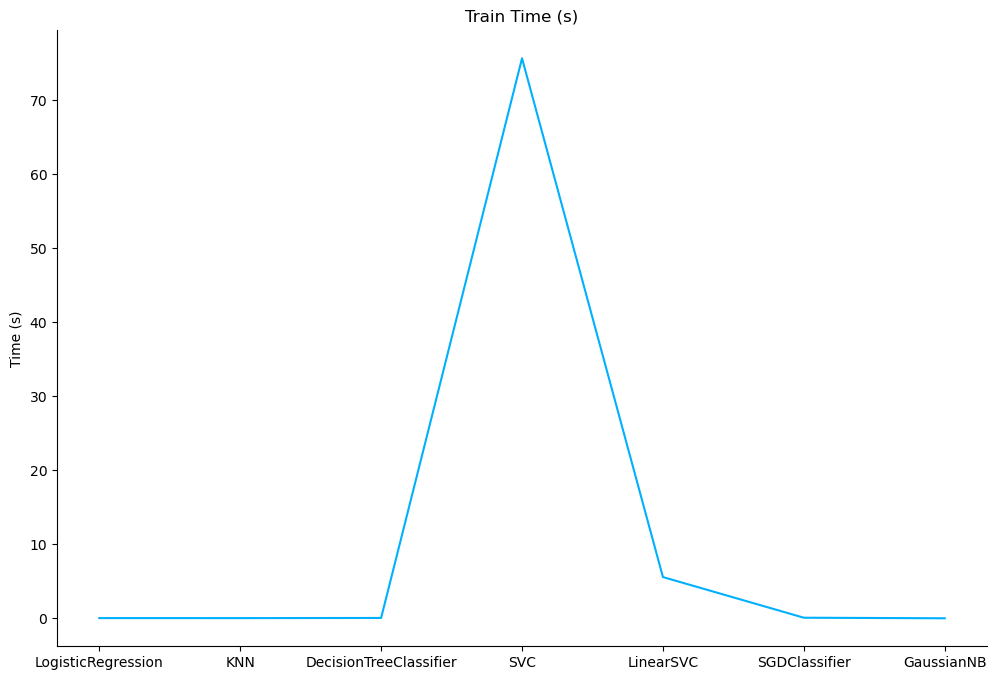 Train Time (s)
Time (s)
70
60
50
40
30
20
10
0
LogisticRegression KNN DecisionTreeClassifier SVC LinearSVC SGDClassifier GaussianNB